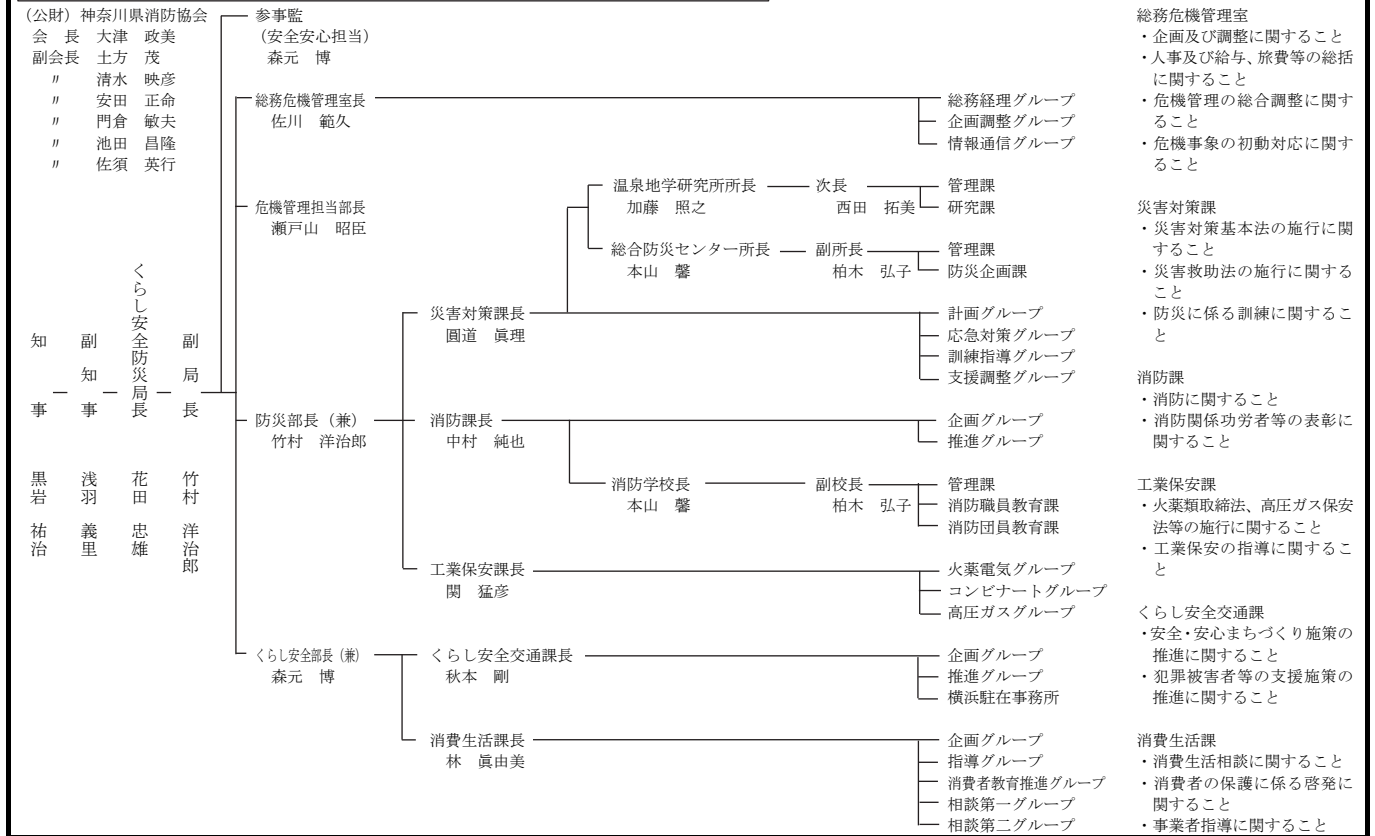 (公財) 神奈川県消防協会
会　長　大津　政美
副会長　土方　茂
〃　清水　映彦
〃　安田　正命
〃　門倉　敏夫
〃　池田　昌隆
〃　佐須　英行
知事
黒岩　祐治
副知事
浅羽　義里
くらし安全防災局長
花田　忠雄
副局長
竹村　洋治郎
参事監
(安全安心担当)
森元　博
総務危機管理室長
佐川　範久
総務経理グループ
企画調整グループ
情報通信グループ
危機管理担当部長
瀬戸山　昭臣
防災部長（兼）
竹村　洋治郎
災害対策課長
圓道　眞理
温泉地学研究所所長
加藤　照之
次長
西田　拓美
管理課
研究課
総合防災センター所長
本山　馨
副所長
柏木　弘子
管理課
防災企画課
計画グループ
応急対策グループ
訓練指導グループ
支援調整グループ
消防課長
中村　純也
企画グループ
推進グループ
消防学校長
本山　馨
副校長
柏木　弘子
管理課
消防職員教育課
消防団員教育課
工業保安課長
関　猛彦
火薬電気グループ
コンビナートグループ
高圧ガスグループ
くらし安全部長（兼）
森元　博
くらし安全交通課長
秋本　剛
企画グループ
推進グループ
横浜駐在事務所
消費生活課長
林　眞由美
企画グループ
指導グループ
消費者教育推進グループ
相談第一グループ
相談第二グループ
総務危機管理室
・企画及び調整に関すること
・人事及び給与、旅費等の総括
に関すること
・危機管理の総合調整に関す
ること
・危機事象の初動対応に関す
ること
災害対策課
・災害対策基本法の施行に関
すること
・災害救助法の施行に関する
こと
・防災に係る訓練に関するこ
と
消防課
・消防に関すること
・消防関係功労者等の表彰に
関すること
工業保安課
・火薬類取締法、高圧ガス保安
法等の施行に関すること
・工業保安の指導に関するこ
と
くらし安全交通課
・安全・安心まちづくり施策の
推進に関すること
・犯罪被害者等の支援施策の
推進に関すること
消費生活課
・消費生活相談に関すること
・消費者の保護に係る啓発に
関すること
・事業者指導に関すること